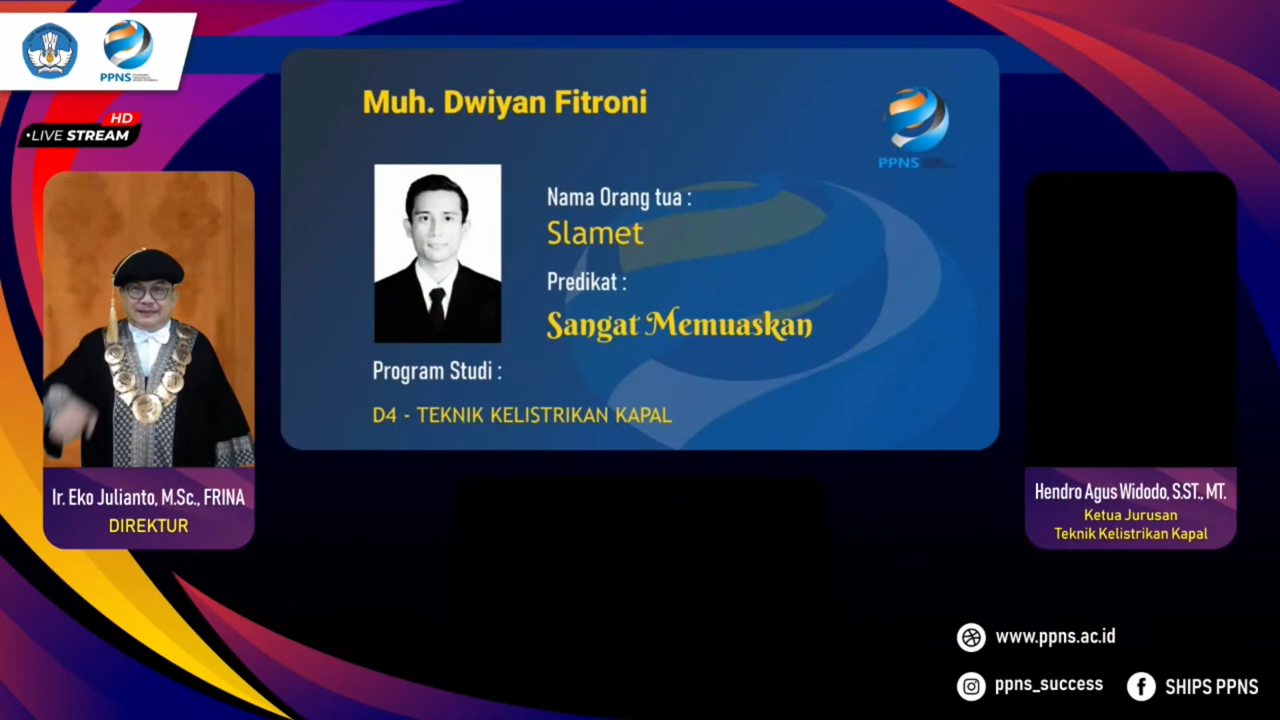 PPNS
HD
•LIVE STREAM
Muh. Dwiyan Fitroni
PPNS
Nama Orang tua :
Slamet
Predikat :
Sangat Memuaskan
Program Studi :
D4 - TEKNIK KELISTRIKAN KAPAL
Ir. Eko Julianto, M.Sc., FRINA
DIREKTUR
Hendro Agus Widodo, S.ST., MT.
Ketua Jurusan
Teknik Kelistrikan Kapal
www.ppns.ac.id
ppns_success
SHIPS PPNS